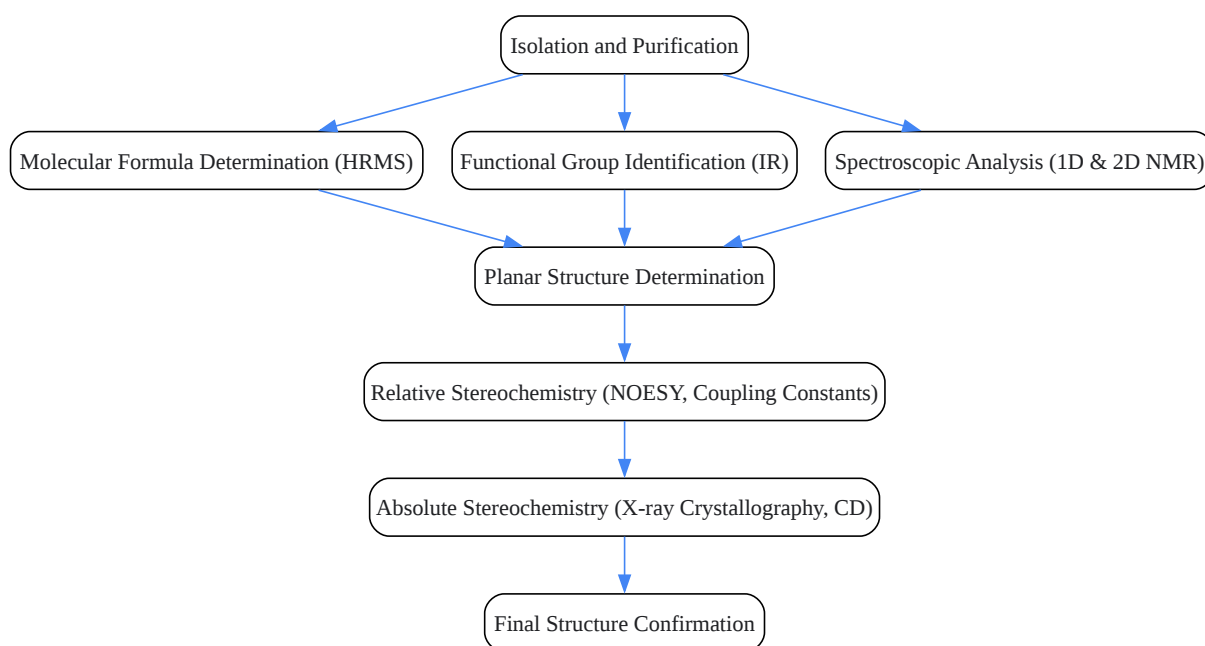 Isolation and Purification
Molecular Formula Determination (HRMS)
Functional Group Identification (IR)
Spectroscopic Analysis (1D & 2D NMR)
Planar Structure Determination
Relative Stereochemistry (NOESY, Coupling Constants)
Absolute Stereochemistry (X-ray Crystallography, CD)
Final Structure Confirmation